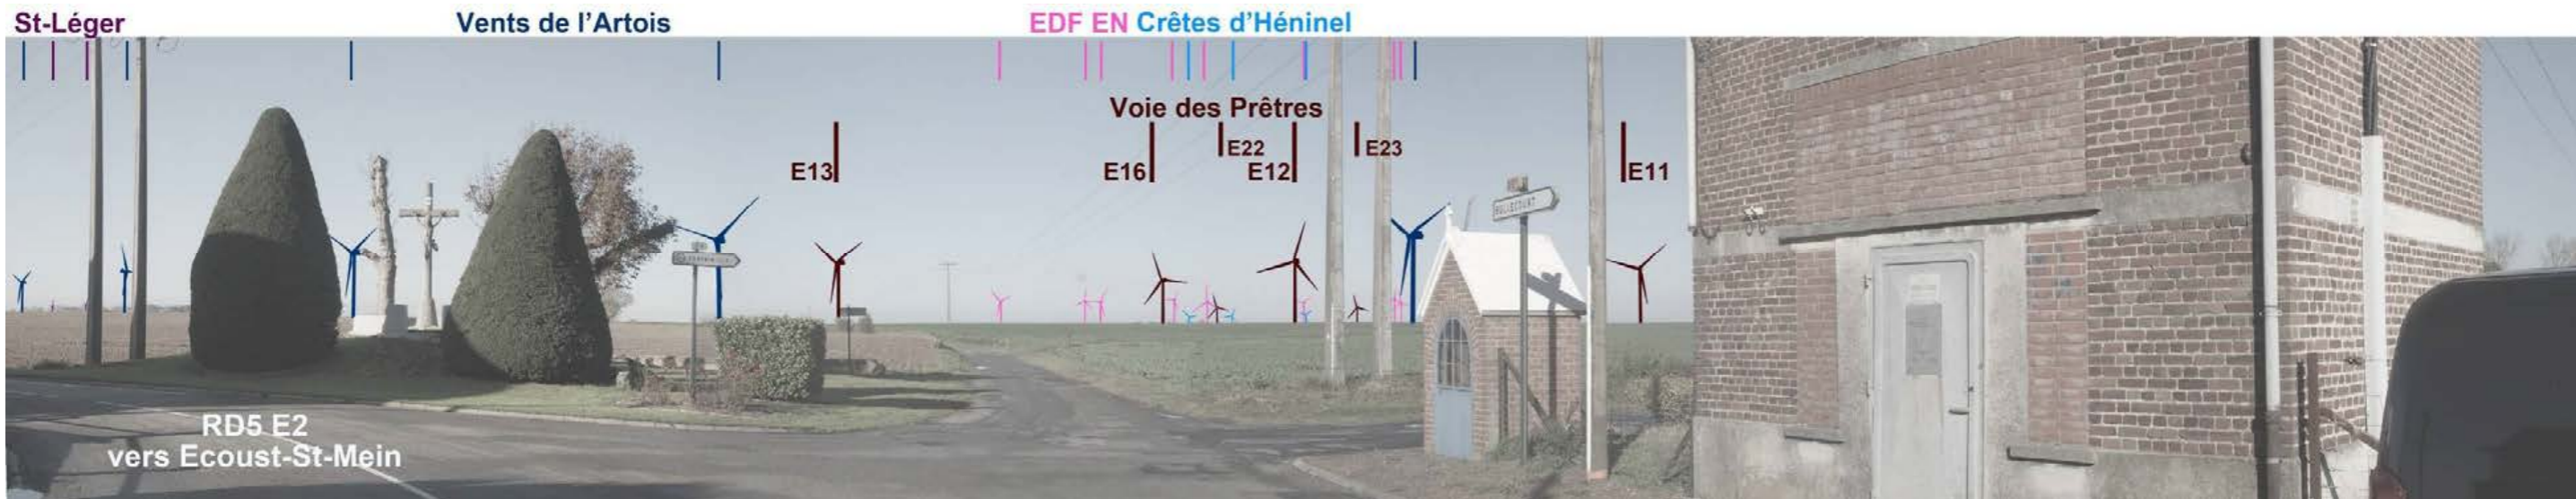 St-Léger
Vents de l'Artois
EDF EN Crêtes d'Héninel
Voie des Prêtres
E13
E16
E22
E12
E23
E11
BULLECOURT
RD5 E2
vers Ecoust-St-Mein